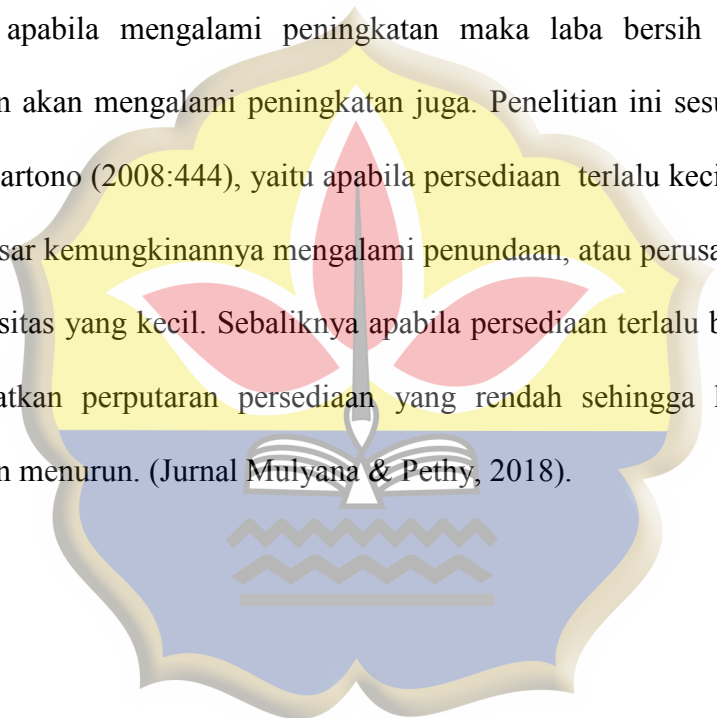 apabila mengalami peningkatan maka laba bersih
n akan mengalami peningkatan juga. Penelitian ini sesu
artono (2008:444), yaitu apabila persediaan terlalu keci
sar kemungkinannya mengalami penundaan, atau perusa
sitas yang kecil. Sebaliknya apabila persediaan terlalu b
atkan perputaran persediaan yang rendah sehingga l
n menurun. (Jurnal Mulyana & Pethy, 2018).